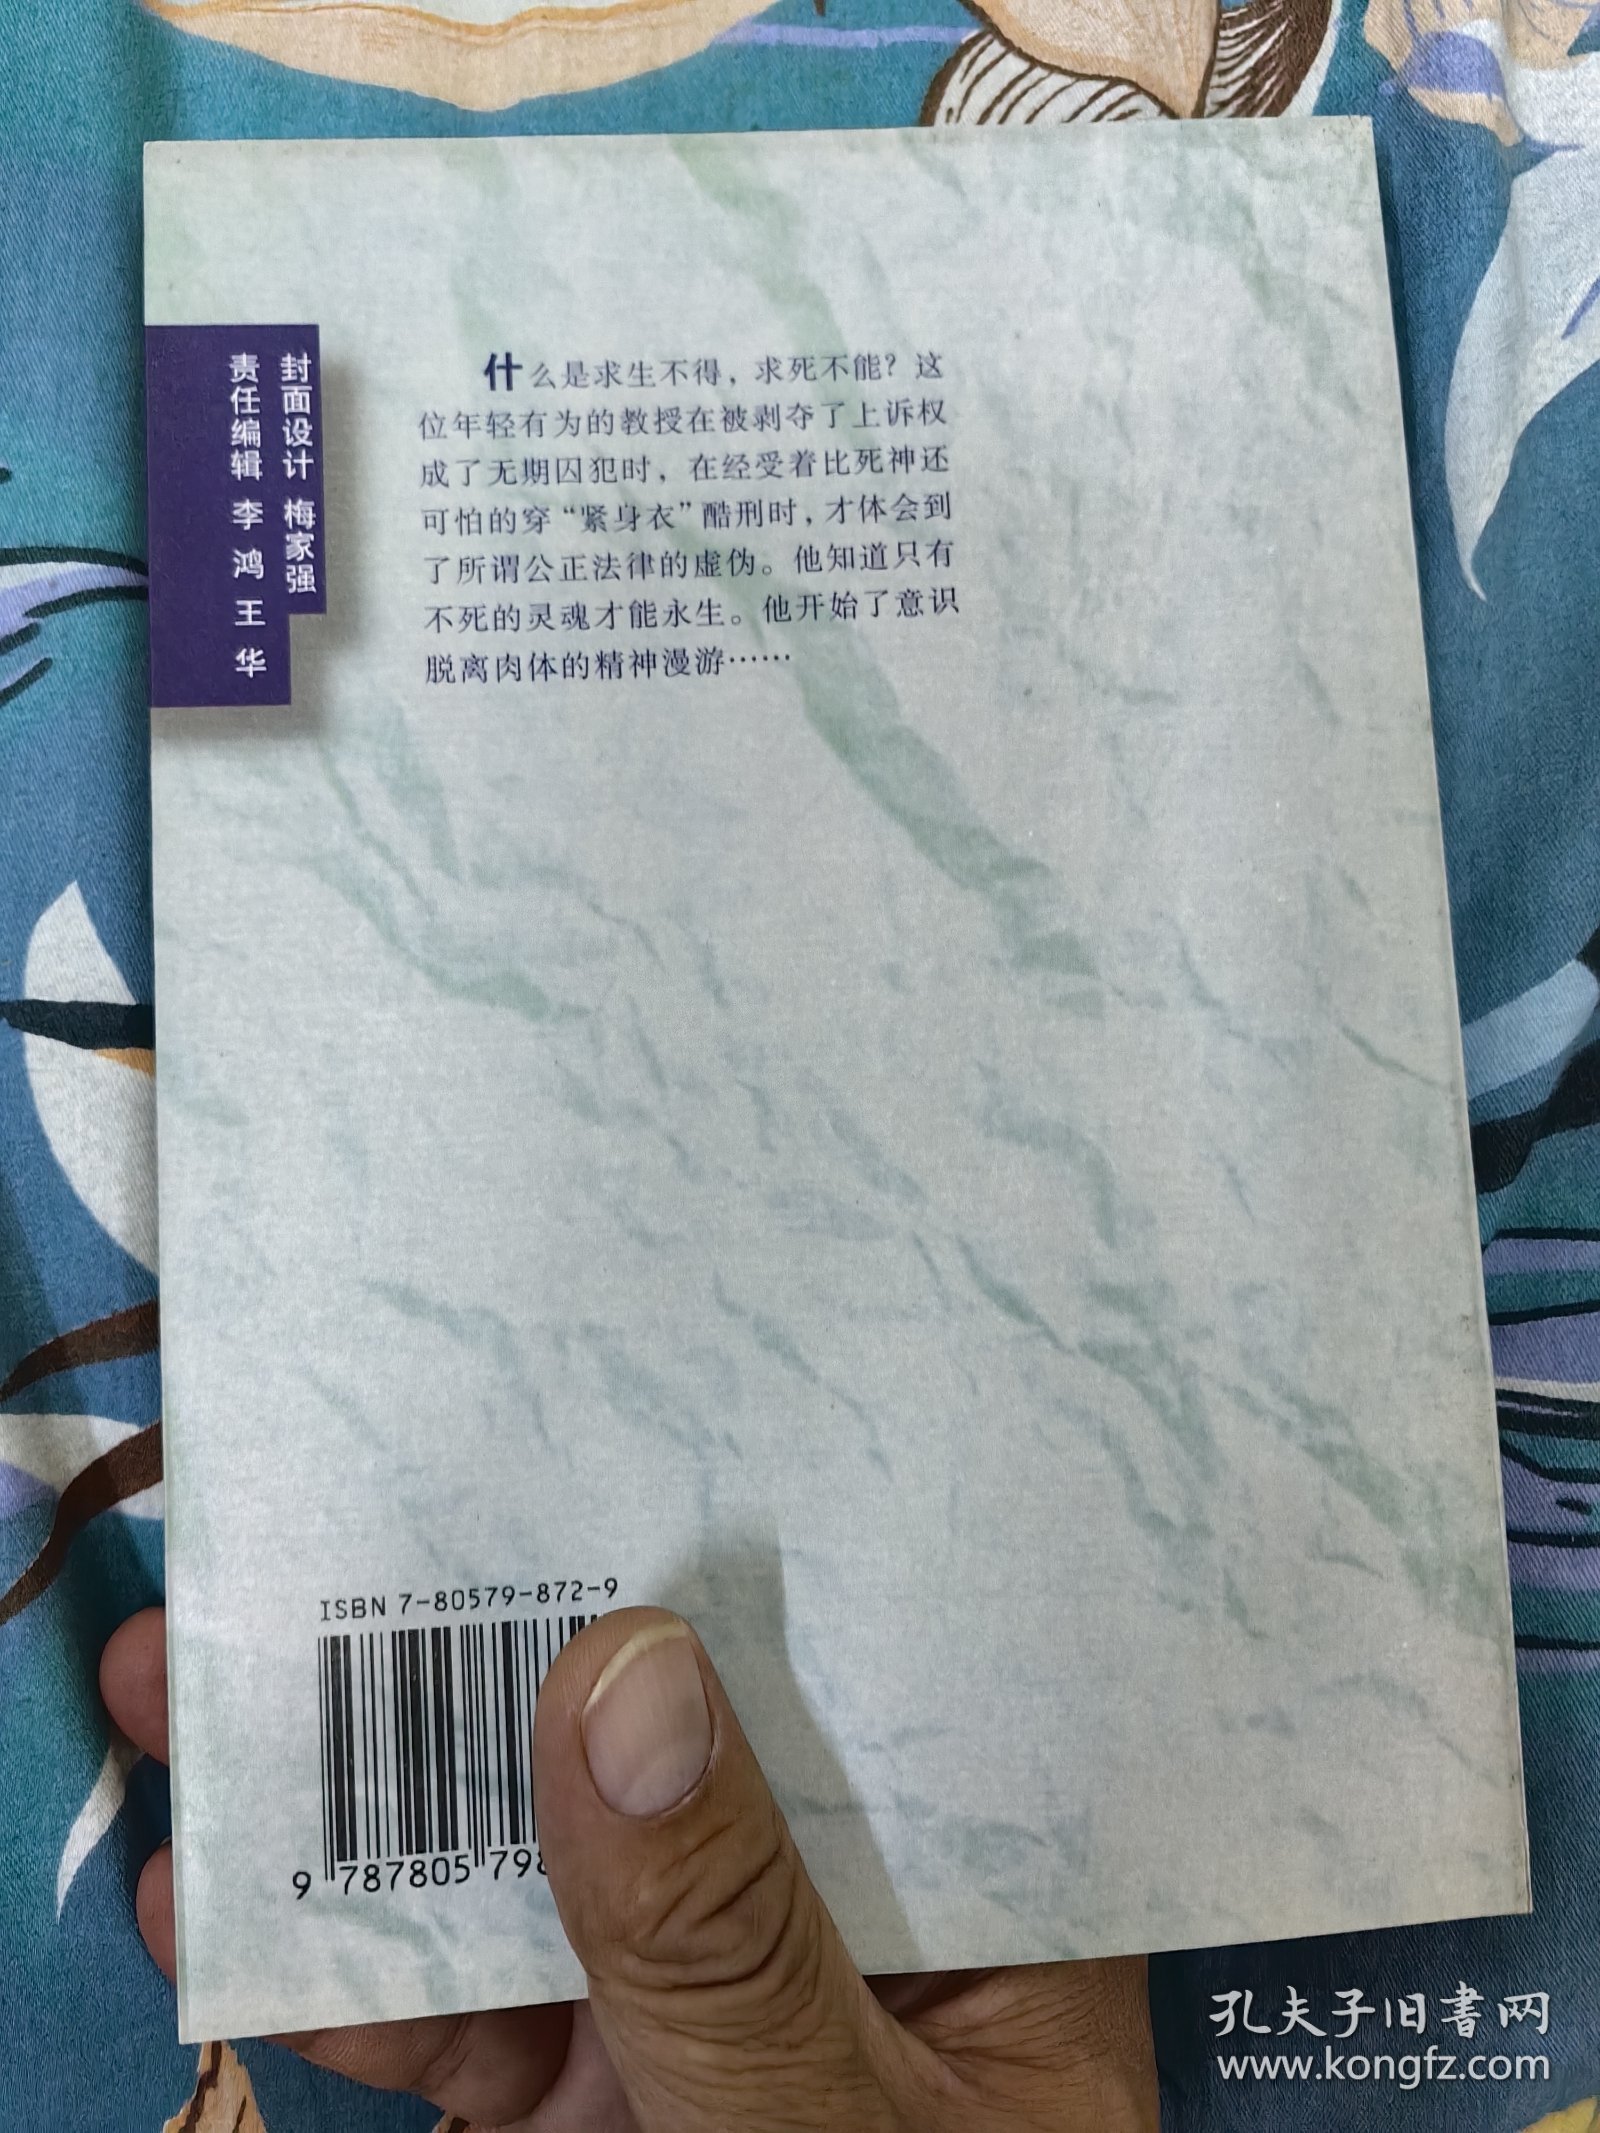 封面设计 梅家强
责任编辑 李鸿 王华
什么是求生不得，求死不能？这
位年轻有为的教授在被剥夺了上诉权
成了无期囚犯时，在经受着比死神还
可怕的穿“紧身衣”酷刑时，才体会到
了所谓公正法律的虚伪。他知道只有
不死的灵魂才能永生。他开始了意识
脱离肉体的精神漫游……
ISBN 7-80579-872-9
9 787805 798
孔夫子旧書网
www.kongfz.com